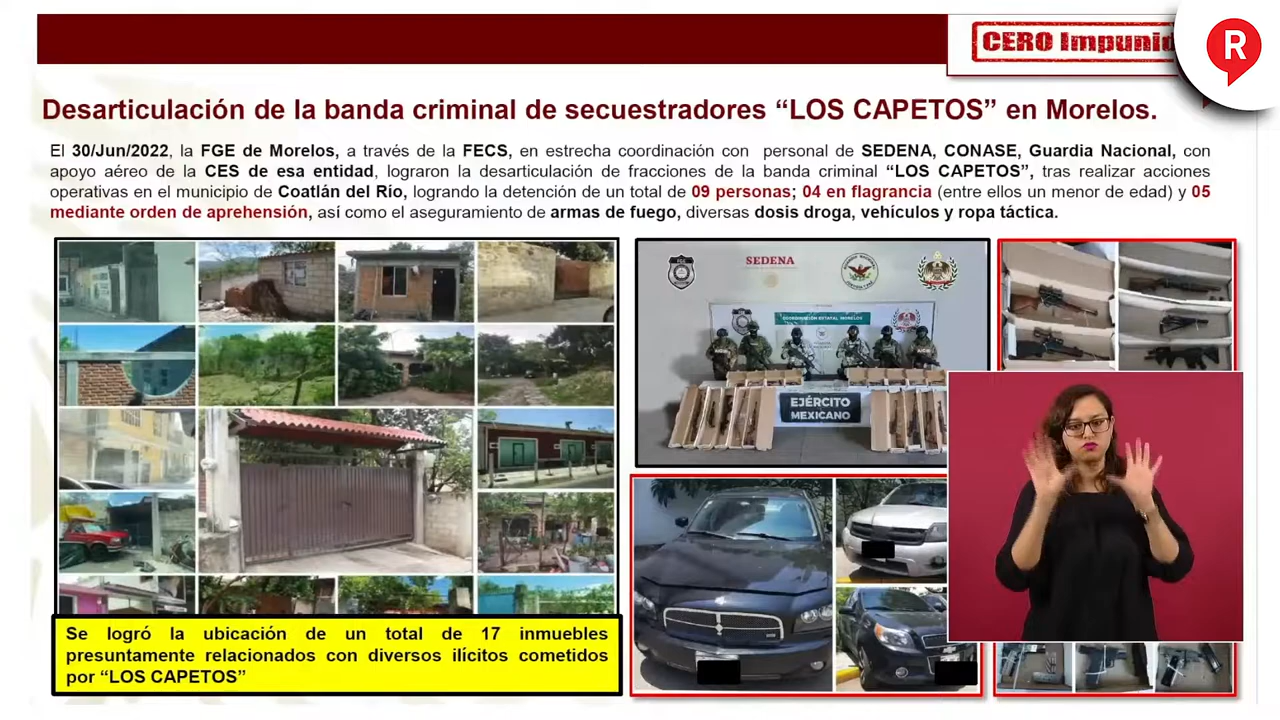 CERO Impunid
R
Desarticulación de la banda criminal de secuestradores “LOS CAPETOS” en Morelos.
El 30/Jun/2022, la FGE de Morelos, a través de la FECS, en estrecha coordinación con personal de SEDENA, CONASE, Guardia Nacional, con
apoyo aéreo de la CES de esa entidad, lograron la desarticulación de fracciones de la banda criminal “LOS CAPETOS”, tras realizar acciones
operativas en el municipio de Coatlán del Río, logrando la detención de un total de 09 personas; 04 en flagrancia (entre ellos un menor de edad) y 05
mediante orden de aprehensión, así como el aseguramiento de armas de fuego, diversas dosis droga, vehículos y ropa táctica.
FGE
SEDENA
COORDINACIÓN ESTATAL MORELOS
EJÉRCITO
MEXICANO
Se logró la ubicación de un total de 17 inmuebles
presuntamente relacionados con diversos ilícitos cometidos
por “LOS CAPETOS”